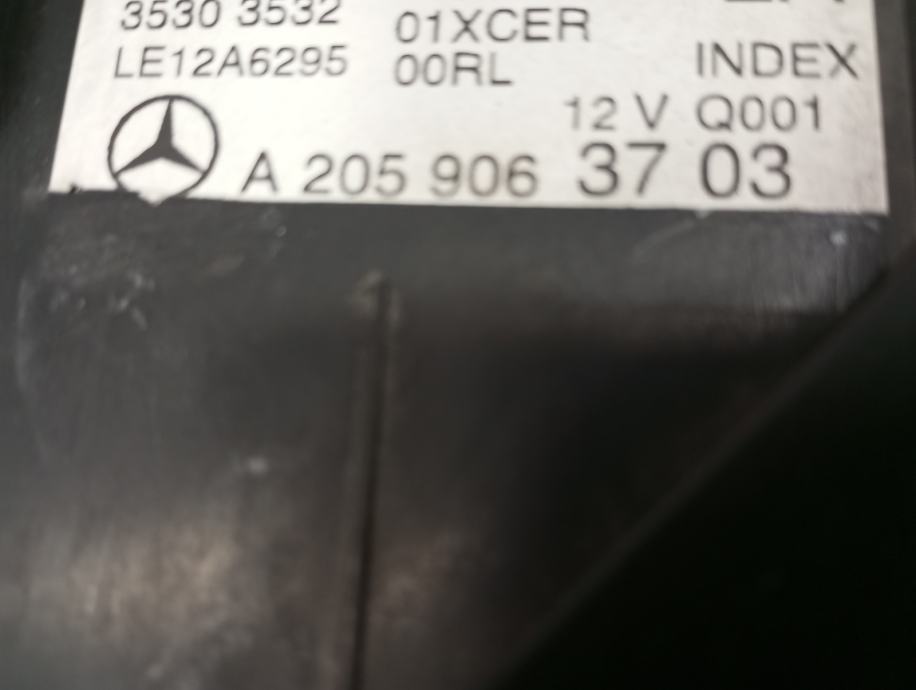 3530 3532 01XCER
LE12A6295 00RL INDEX
12 V Q001
A 205 906 37 03